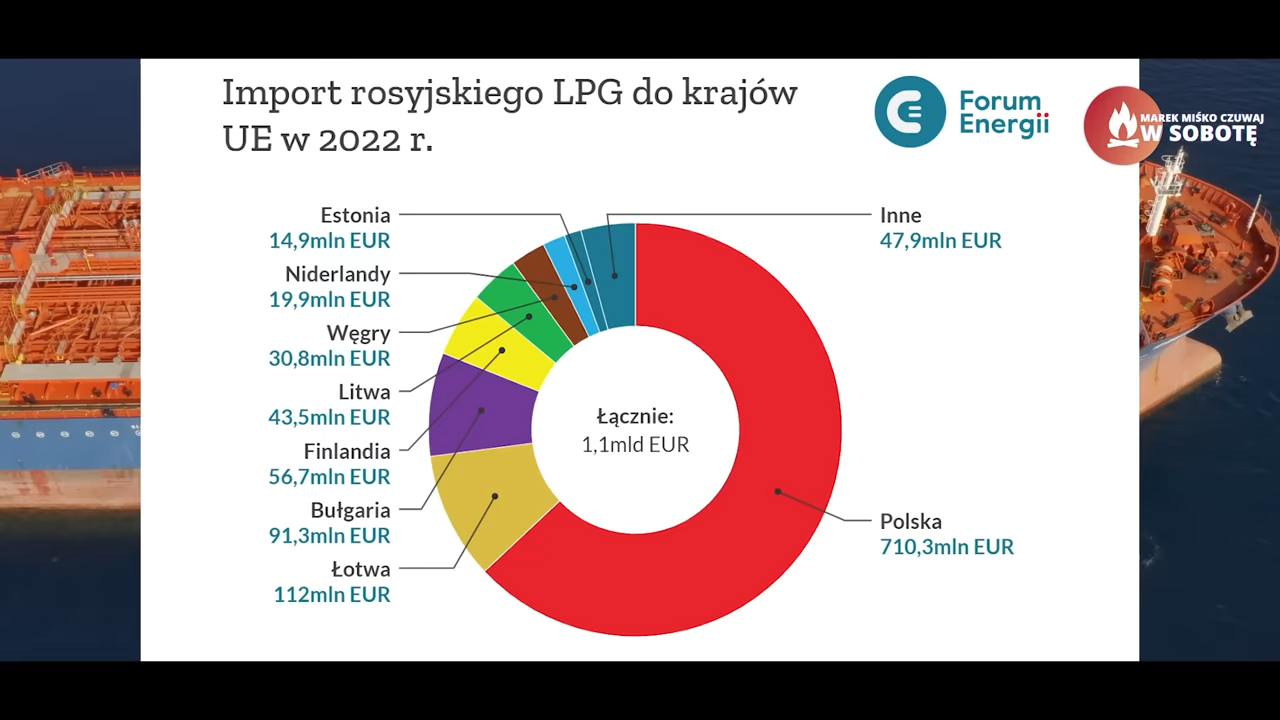 Import rosyjskiego LPG do krajów
UE w 2022 r.
Forum
Energii
MAREK MIŚKO CZUWAJ
W SOBOTĘ
Estonia
14,9mln EUR
Niderlandy
19,9mln EUR
Węgry
30,8mln EUR
Litwa
43,5mln EUR
Finlandia
56,7mln EUR
Bułgaria
91,3mln EUR
Łotwa
112mln EUR
Inne
47,9mln EUR
Łącznie:
1,1mld EUR
Polska
710,3mln EUR